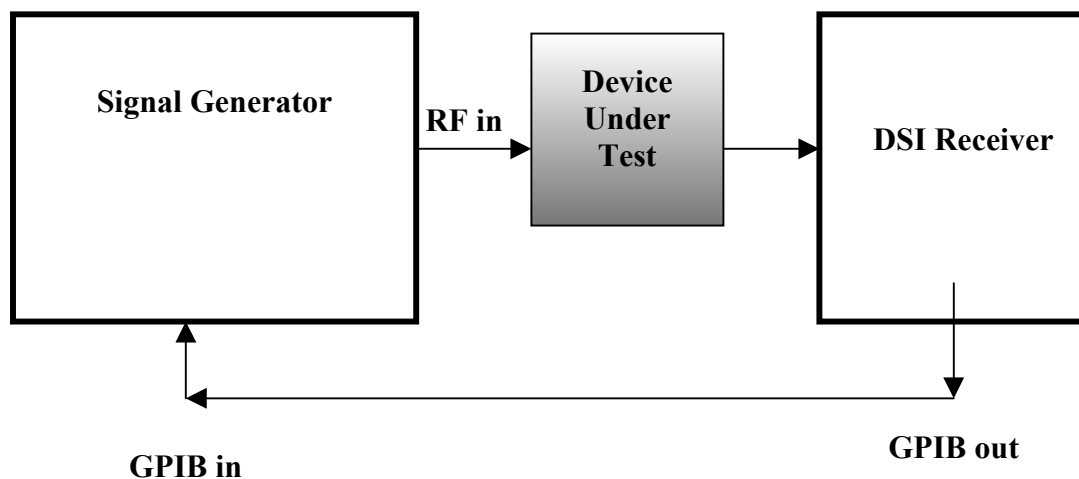 Signal Generator
RF in
Device
Under
Test
DSI Receiver
GPIB in
GPIB out